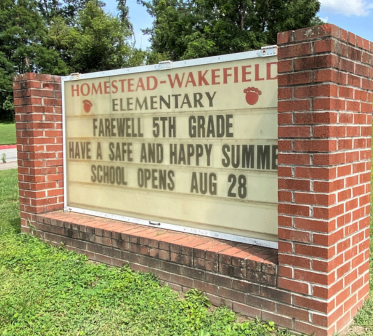 HOMESTEAD-WAKEFIELD
ELEMENTARY
FAREWELL 5TH GRADE
HAVE A SAFE AND HAPPY SUMME
SCHOOL OPENS AUG 28